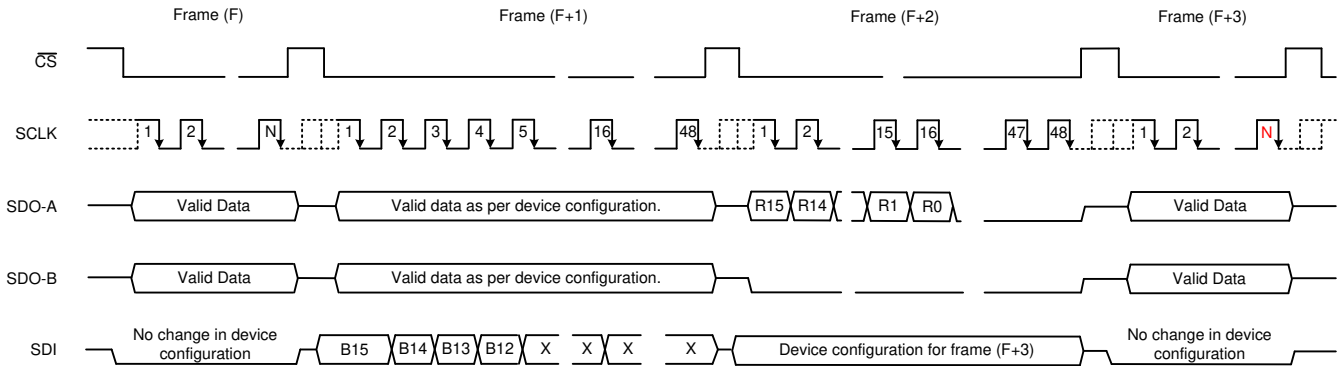 Frame (F) Frame (F+1) Frame (F+2) Frame (F+3)
CS
SCLK 1 2 N 1 2 3 4 5 16 48 1 2 15 16 47 48 1 2 N
SDO-A Valid Data Valid data as per device configuration. R15 R14 R1 R0 Valid Data
SDO-B Valid Data Valid data as per device configuration. Valid Data
SDI No change in device configuration B15 B14 B13 B12 X X X X Device configuration for frame (F+3) No change in device configuration